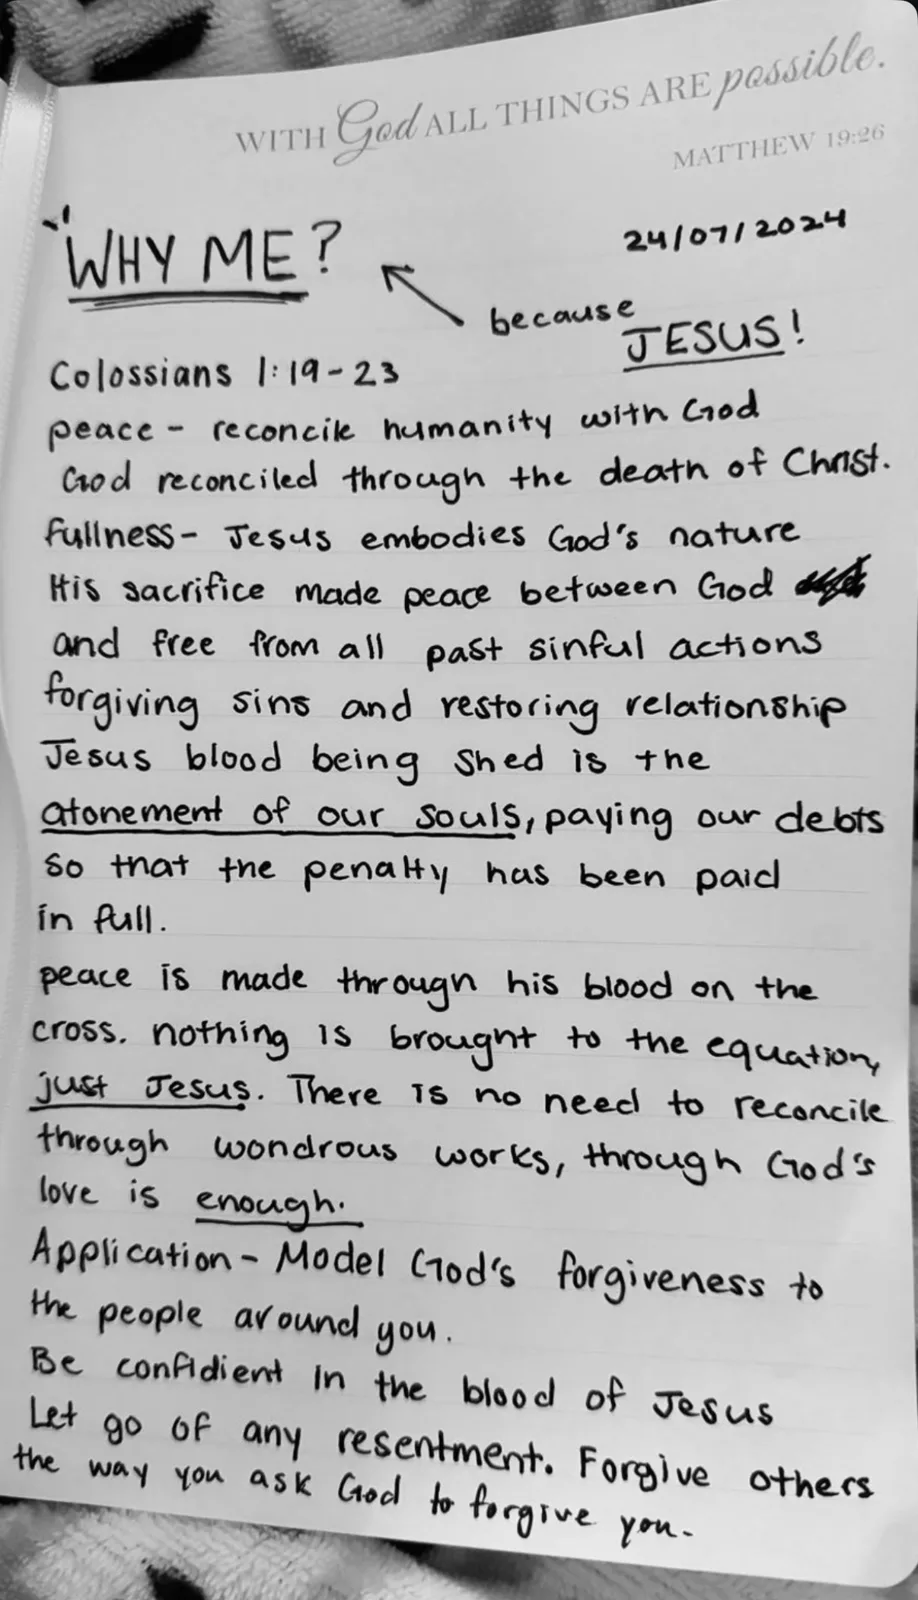 WITH God ALL THINGS ARE possible.
MATTHEW 19:26
24/07/2024
WHY ME?
because
JESUS!
Colossians 1:19-23
peace - reconcile humanity with God
God reconciled through the death of Christ.
fullness - Jesus embodies God's nature
His sacrifice made peace between God
and free from all past sinful actions
forgiving sins and restoring relationship
Jesus blood being shed is the
atonement of our souls, paying our debts
so that the penalty has been paid
in full.
peace is made through his blood on the
cross. nothing is brought to the equation,
just Jesus. There is no need to reconcile
through wondrous works, through God's
love is enough.
Application - Model God's forgiveness to
the people around you.
Be confidient in the blood of Jesus
Let go of any resentment. Forgive others
the way you ask God to forgive you.